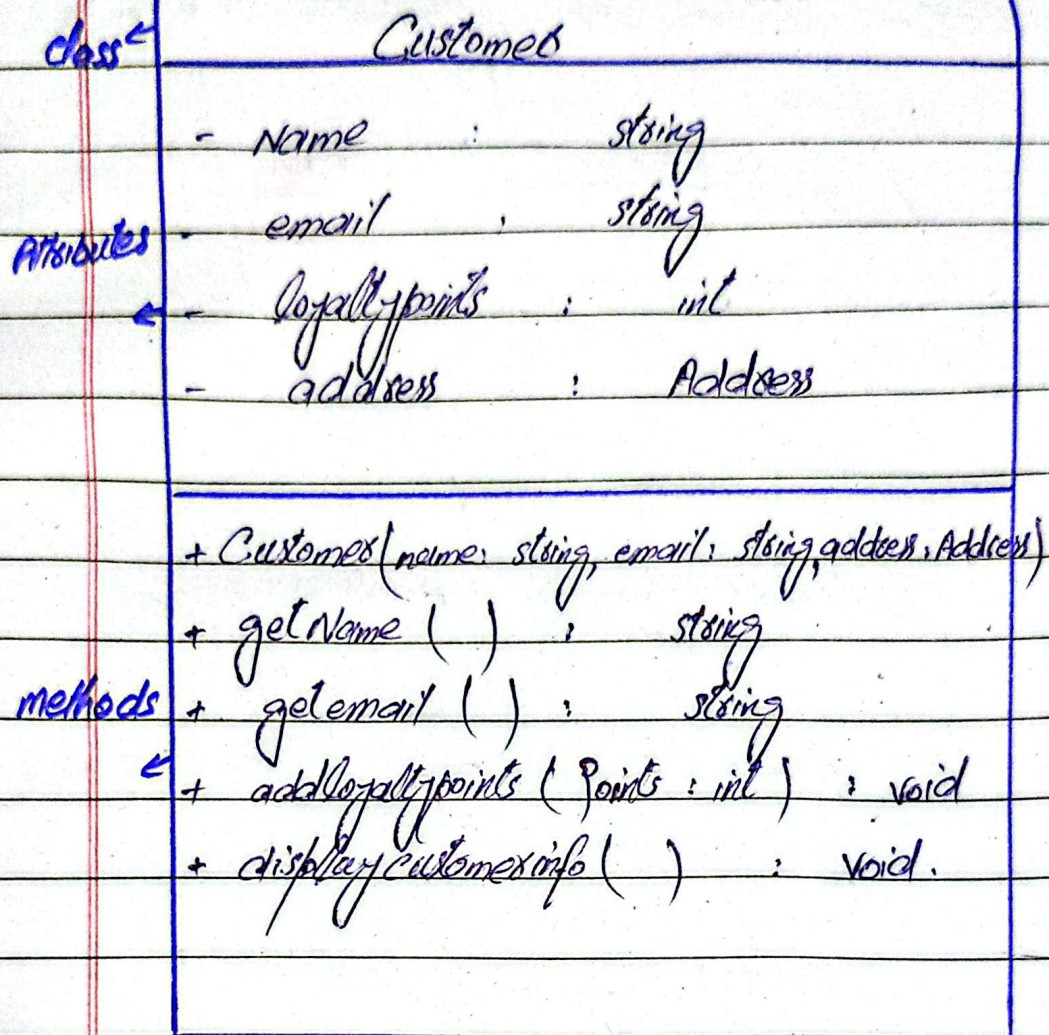 class ← Customer
- Name : string
Attributes - email : string
← - loyaltypoints : int
- address : Address
+ Customer(name: string, email: string, address: Address)
+ getName ( ) : string
methods + getemail ( ) : string
← + addloyaltypoints ( Points : int ) : void
+ displaycustomerinfo ( ) : void.